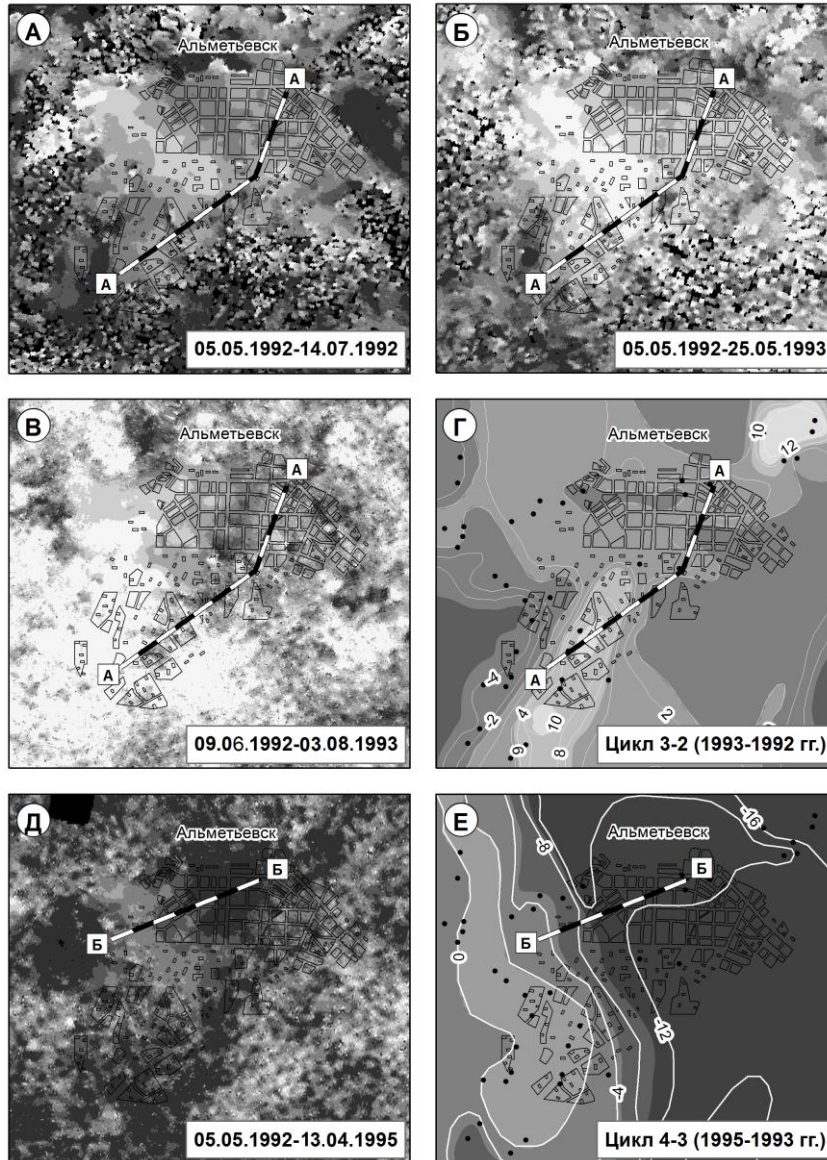 А
Альметьевск
А
А
05.05.1992-14.07.1992
Б
Альметьевск
А
А
05.05.1992-25.05.1993
В
Альметьевск
А
А
09.06.1992-03.08.1993
Г
Альметьевск
10
12
А
А
-4
-2
4
10
9
8
2
Цикл 3-2 (1993-1992 гг.)
Д
Альметьевск
Б
Б
05.05.1992-13.04.1995
Е
-8
Альметьевск
-16
Б
Б
0
-12
-4
Цикл 4-3 (1995-1993 гг.)